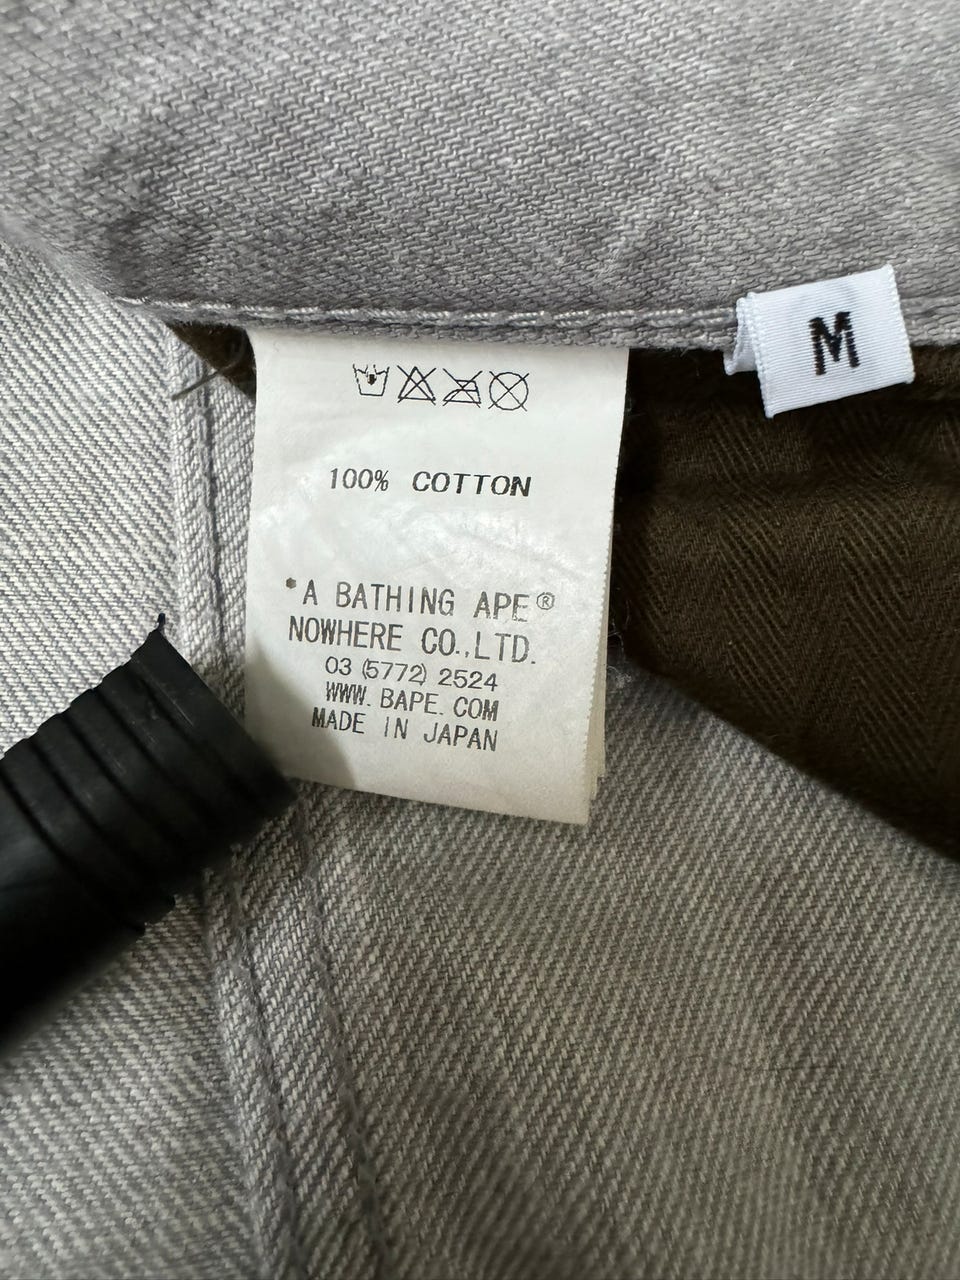 M
100% COTTON
*A BATHING APE®
NOWHERE CO.,LTD.
03 (5772) 2524
WWW. BAPE. COM
MADE IN JAPAN